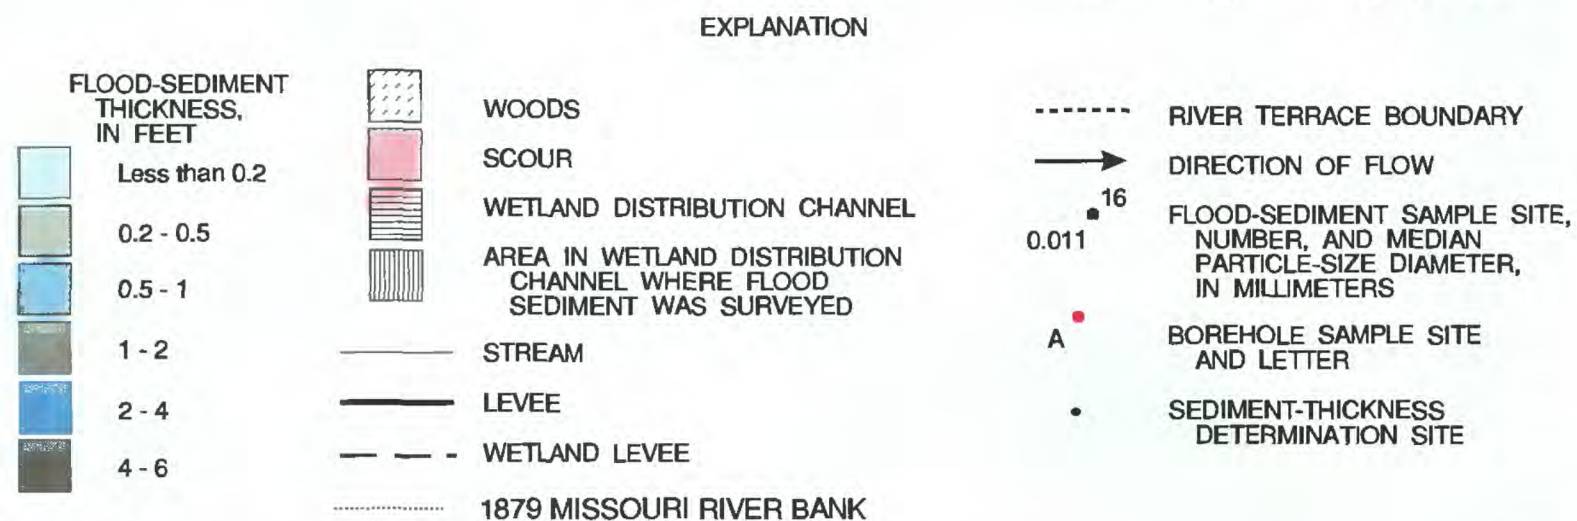 EXPLANATION
FLOOD-SEDIMENT
THICKNESS,
IN FEET
Less than 0.2
0.2 - 0.5
0.5 - 1
1 - 2
2 - 4
4 - 6
WOODS
SCOUR
WETLAND DISTRIBUTION CHANNEL
AREA IN WETLAND DISTRIBUTION
CHANNEL WHERE FLOOD
SEDIMENT WAS SURVEYED
STREAM
LEVEE
WETLAND LEVEE
1879 MISSOURI RIVER BANK
RIVER TERRACE BOUNDARY
DIRECTION OF FLOW
16
0.011
FLOOD-SEDIMENT SAMPLE SITE,
NUMBER, AND MEDIAN
PARTICLE-SIZE DIAMETER,
IN MILLIMETERS
A
BOREHOLE SAMPLE SITE
AND LETTER
SEDIMENT-THICKNESS
DETERMINATION SITE